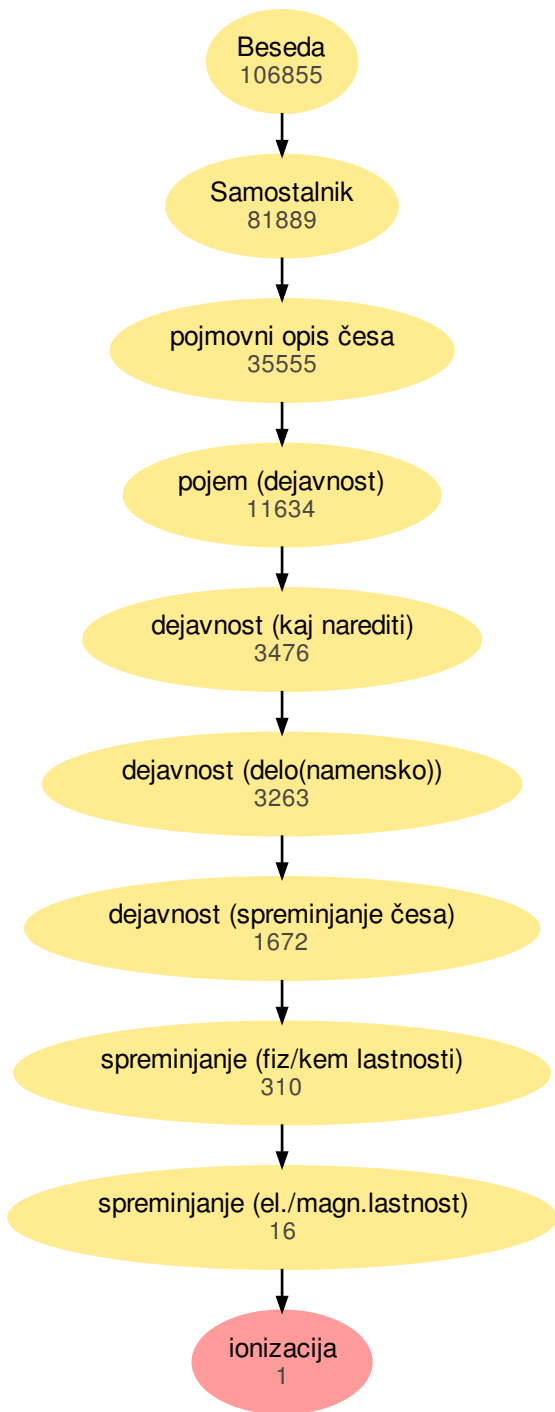 Beseda
106855
Samostalnik
81889
pojmovni opis česa
35555
pojem (dejavnost)
11634
dejavnost (kaj narediti)
3476
dejavnost (delo(namensko))
3263
dejavnost (spreminjanje česa)
1672
spreminjanje (fiz/kem lastnosti)
310
spreminjanje (el./magn.lastnost)
16
ionizacija
1